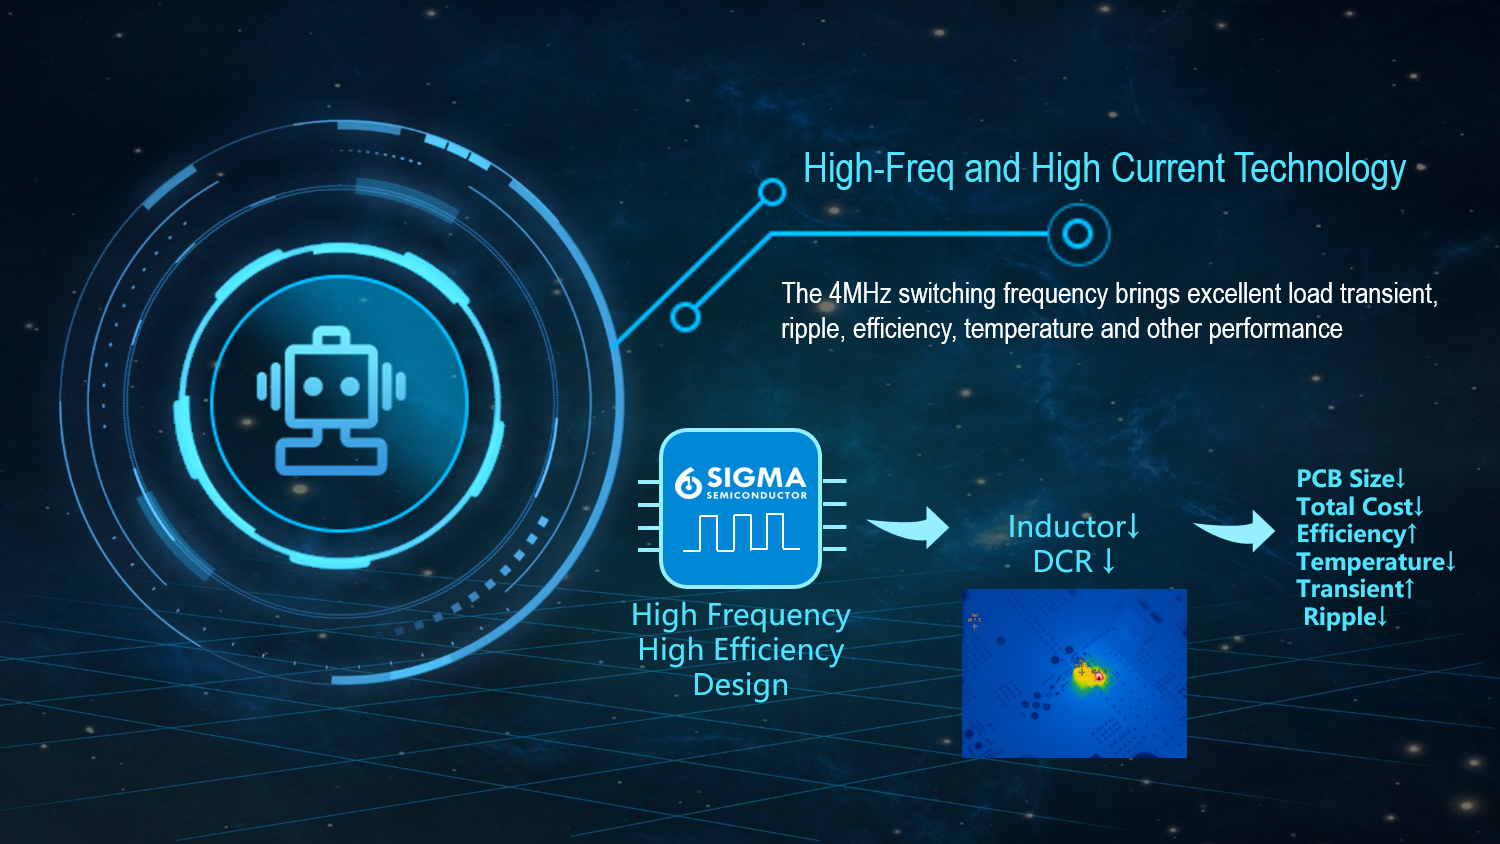 High-Freq and High Current Technology
The 4MHz switching frequency brings excellent load transient,
ripple, efficiency, temperature and other performance
SIGMA
SEMICONDUCTOR
High Frequency
High Efficiency
Design
Inductor↓
DCR ↓
PCB Size↓
Total Cost↓
Efficiency↑
Temperature↓
Transient↑
Ripple↓